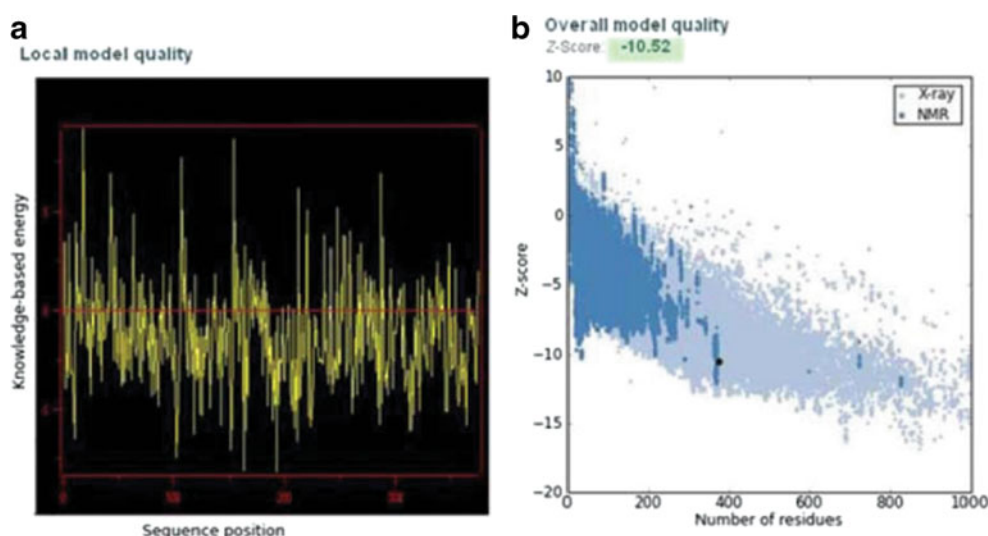 a
Local model quality
Knowledge-based energy
0
Sequence position
b
Overall model quality
Z-Score: -10.52
10
5
0
−5
−10
−15
−20
Z-score
X-ray
NMR
0
200
400
600
800
1000
Number of residues